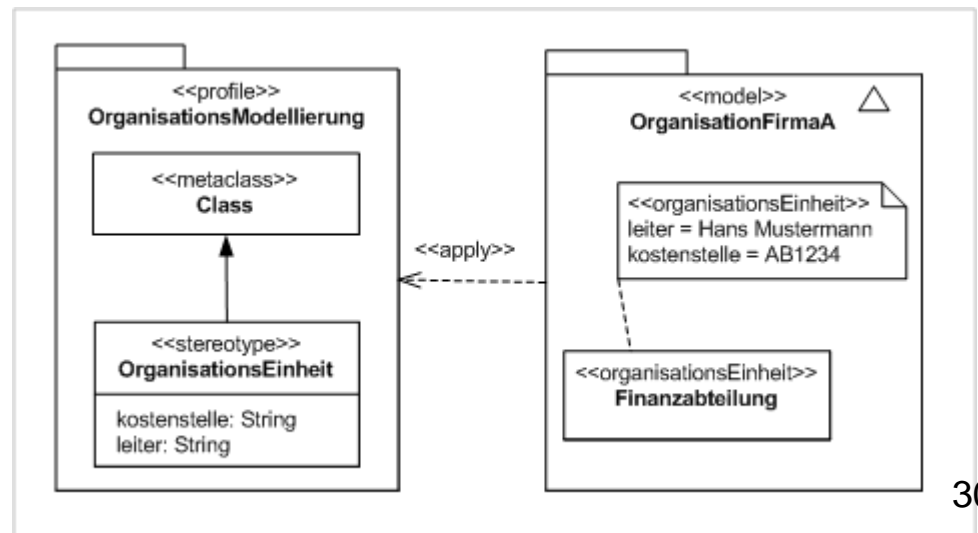 <<profile>>
OrganisationsModellierung
<<metaclass>>
Class
<<stereotype>>
OrganisationsEinheit
kostenstelle: String
leiter: String
<<apply>>
<<model>>
OrganisationFirmaA
<<organisationsEinheit>>
leiter = Hans Mustermann
kostenstelle = AB1234
<<organisationsEinheit>>
Finanzabteilung